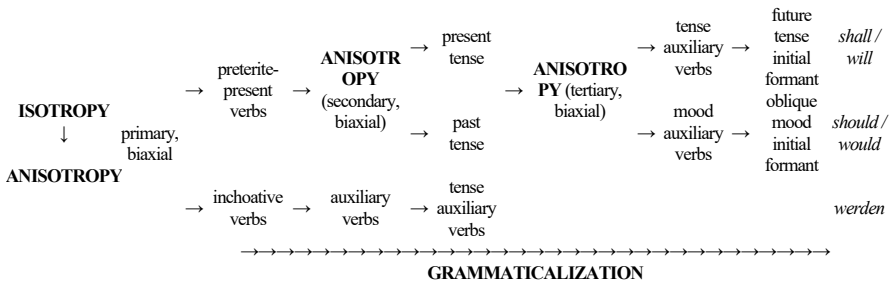 ISOTROPY
↓
ANISOTROPY
primary,
biaxial
→ preterite-
present
verbs
→ ANISOTR
OPY
(secondary,
biaxial)
→ present
tense
→ past
tense
→ ANISOTRO
PY (tertiary,
biaxial)
→ tense
auxiliary
verbs
→ future
tense
initial
formant
shall /
will
→ mood
auxiliary
verbs
→ oblique
mood
initial
formant
should /
would
→ inchoative
verbs
→ auxiliary
verbs
→ tense
auxiliary
verbs
werden
GRAMMATICALIZATION